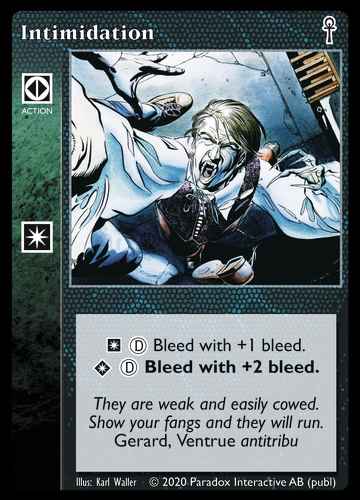 Intimidation
ACTION
D Bleed with +1 bleed.
D Bleed with +2 bleed.
They are weak and easily cowed.
Show your fangs and they will run.
Gerard, Ventrue antitribu
Illus: Karl Waller © 2020 Paradox Interactive AB (publ)